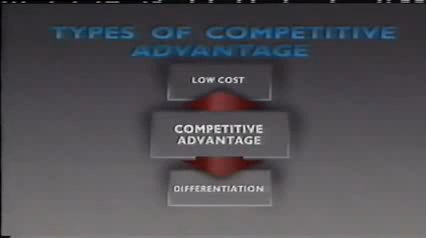 TYPES OF COMPETITIVE
ADVANTAGE
LOW COST
COMPETITIVE
ADVANTAGE
DIFFERENTIATION